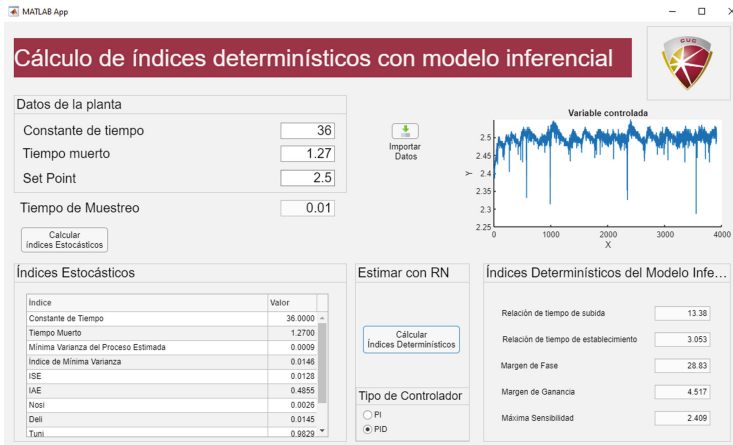 MATLAB App
Cálculo de índices determinísticos con modelo inferencial
CUC
Datos de la planta
Constante de tiempo 36
Tiempo muerto 1.27
Set Point 2.5
Tiempo de Muestreo 0.01
Calcular
índices Estocásticos
Importar
Datos
Variable controlada
Y
2.5
2.45
2.4
2.35
2.3
2.25
0 1000 2000 3000 4000
X
Índices Estocásticos
Índice Valor
Constante de Tiempo 36.0000
Tiempo Muerto 1.2700
Mínima Varianza del Proceso Estimada 0.0009
Índice de Mínima Varianza 0.0146
ISE 0.0128
IAE 0.4855
Nosi 0.0026
Deli 0.0145
Tuni 0.9829
Estimar con RN
Cálcular
Índices Determinísticos
Tipo de Controlador
PI
PID
Índices Determinísticos del Modelo Infe...
Relación de tiempo de subida 13.38
Relación de tiempo de establecimiento 3.053
Margen de Fase 28.83
Margen de Ganancia 4.517
Máxima Sensibilidad 2.409